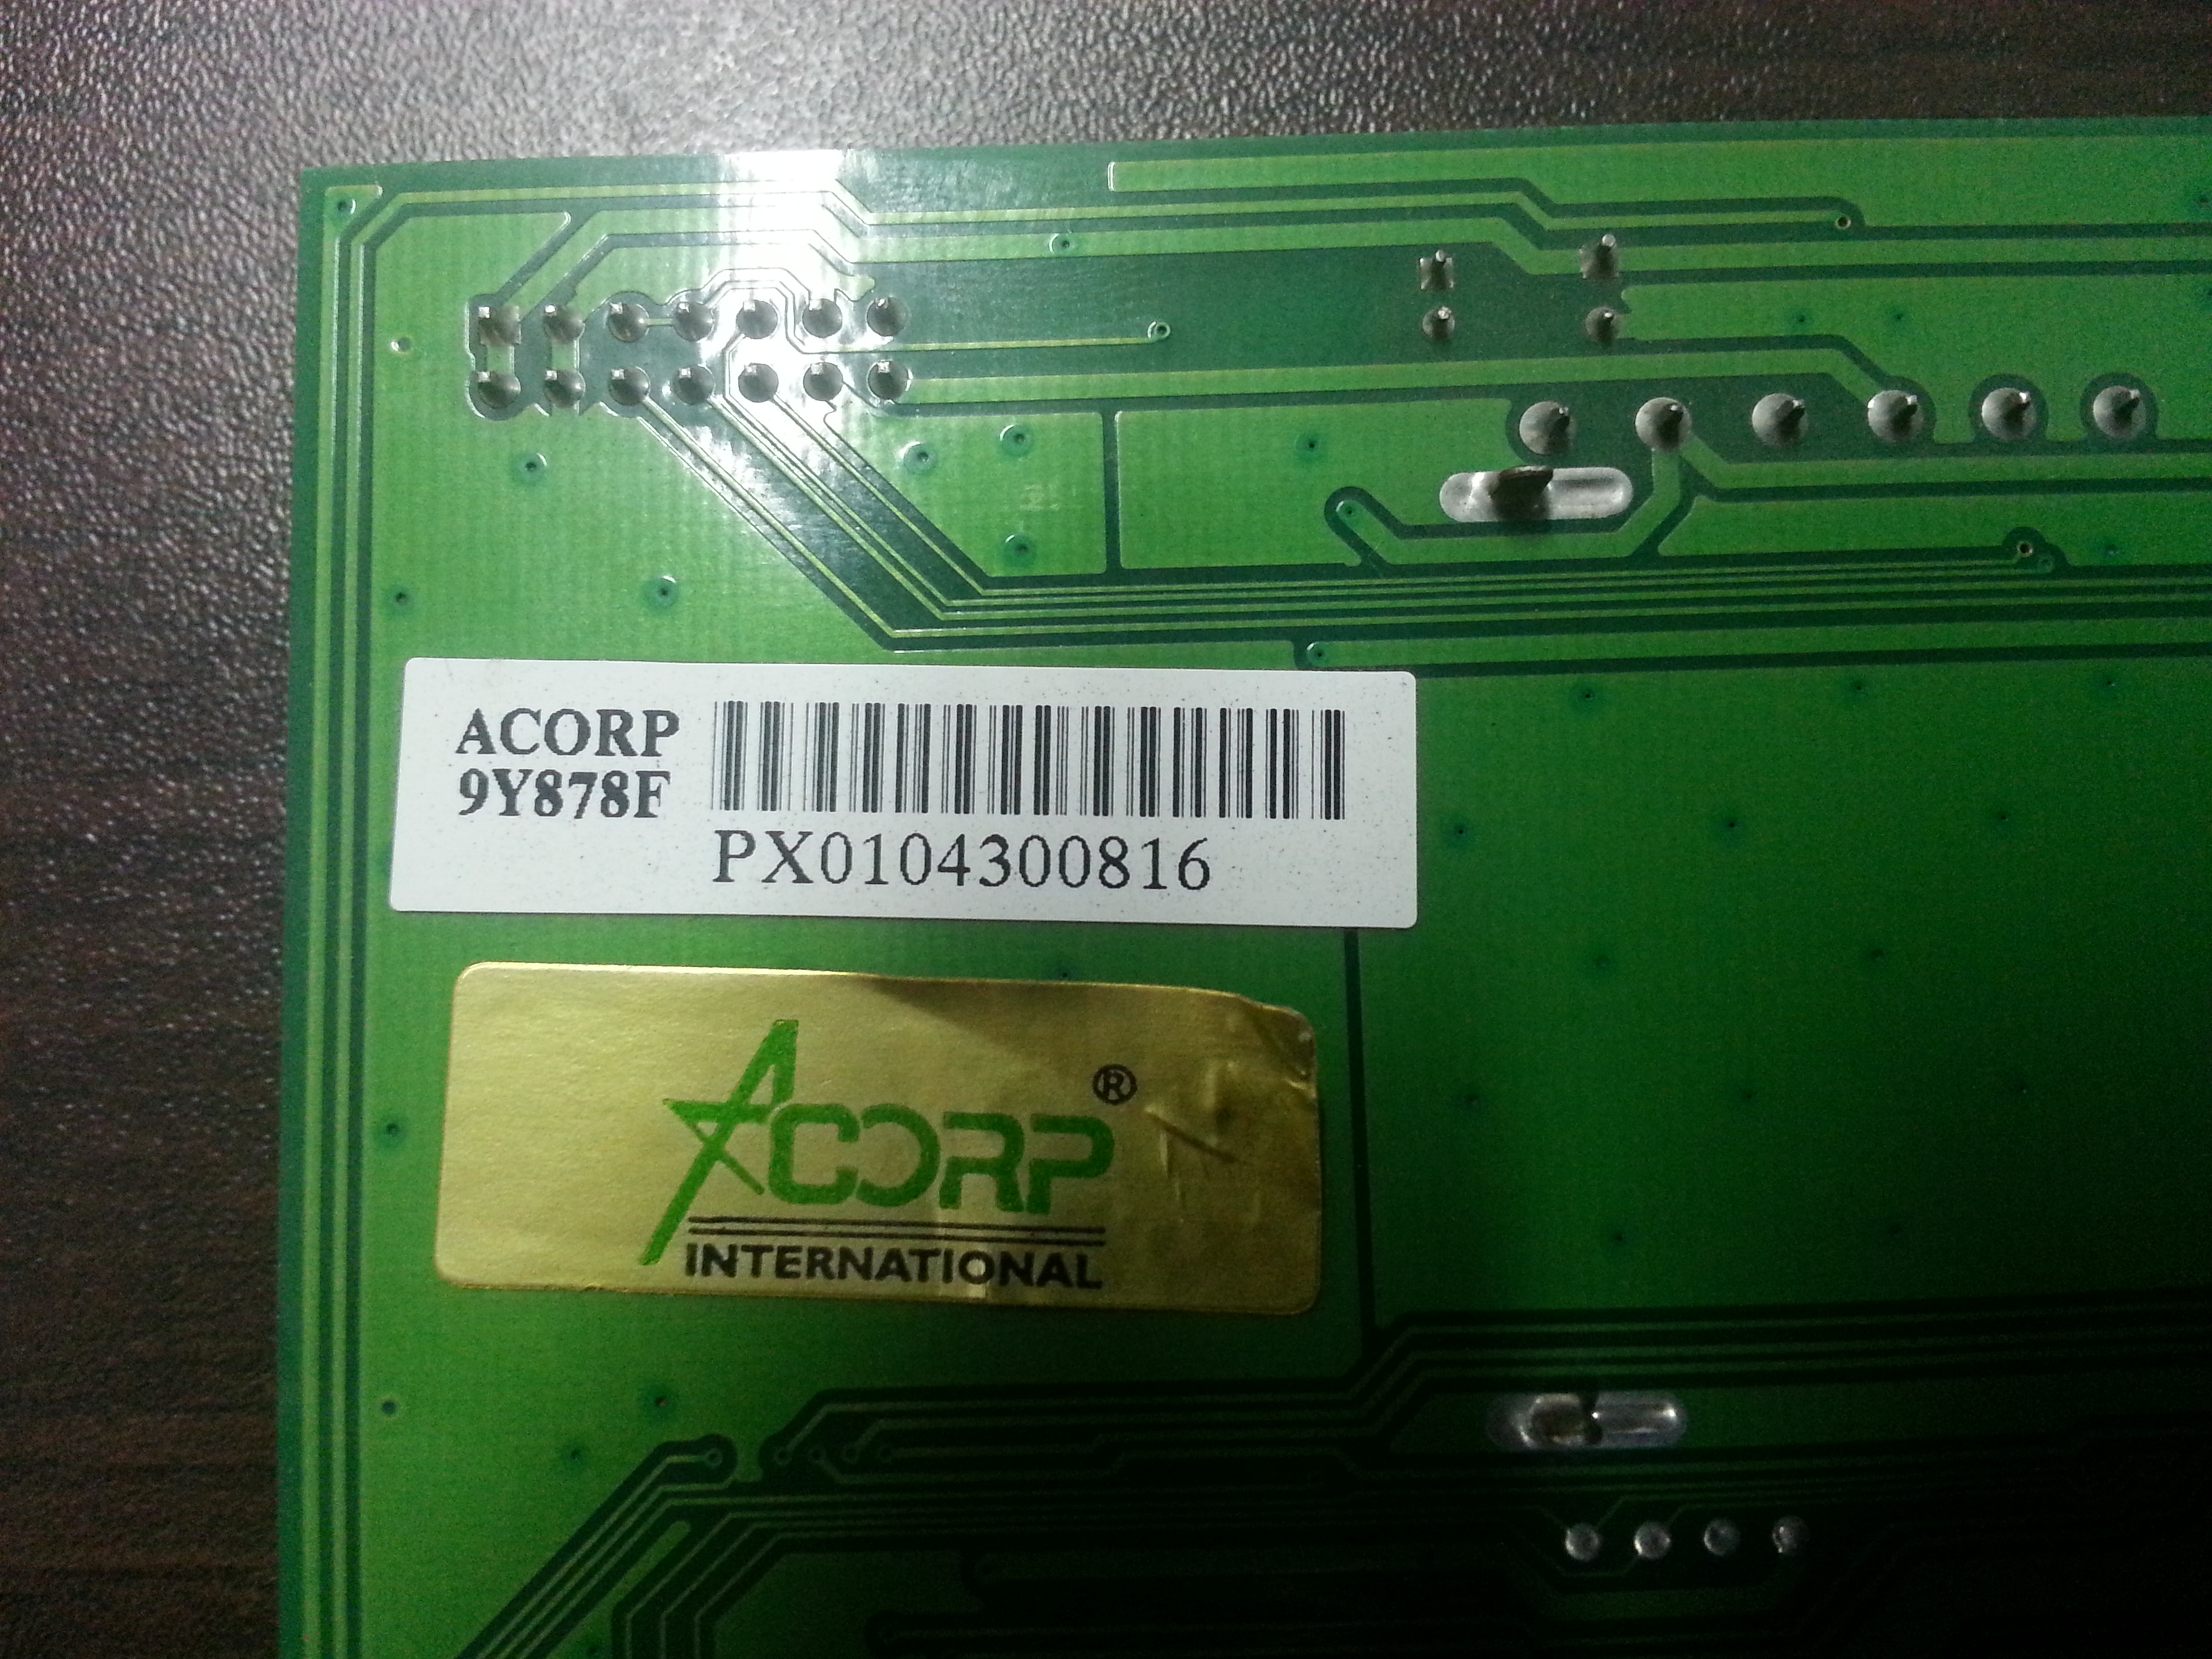 ACORP
9Y878F
PX0104300816
ACORP®
INTERNATIONAL